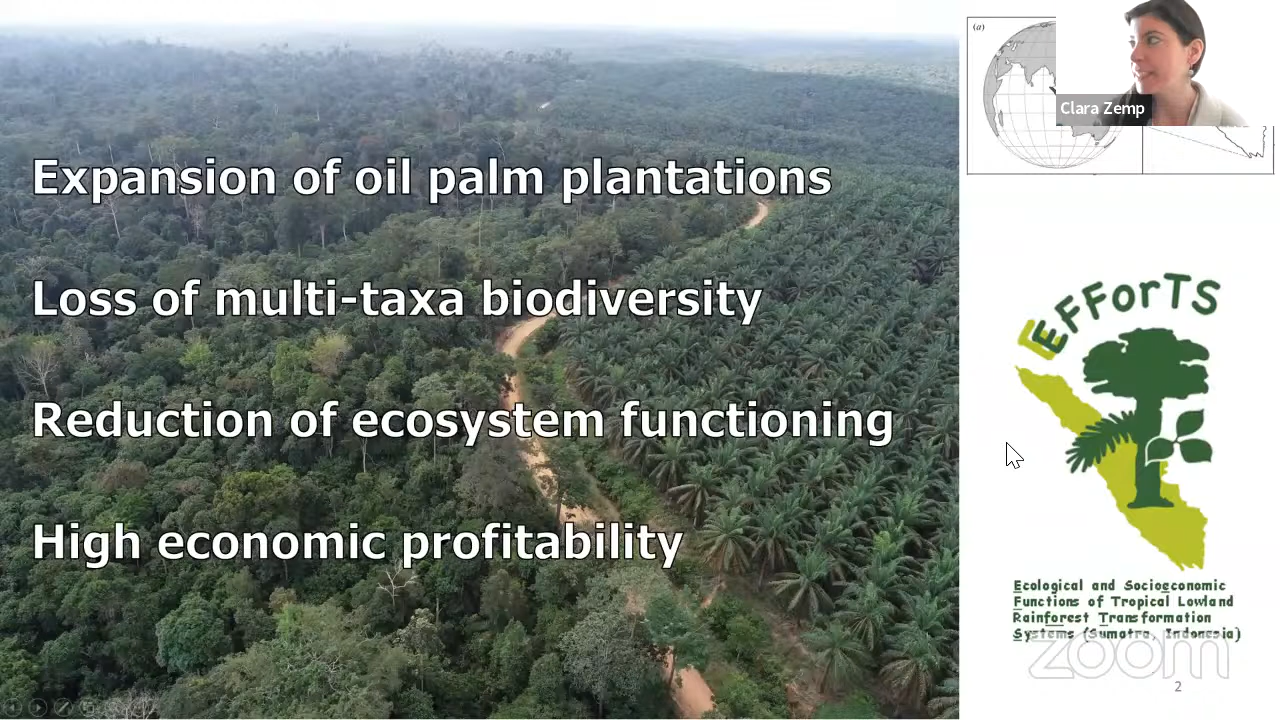 (a)
Clara Zemp
Expansion of oil palm plantations
Loss of multi-taxa biodiversity
Reduction of ecosystem functioning
High economic profitability
EFForTS
Ecological and Socioeconomic
Functions of Tropical Lowland
Rainforest Transformation
Systems (Sumatra, Indonesia)
zoom
2